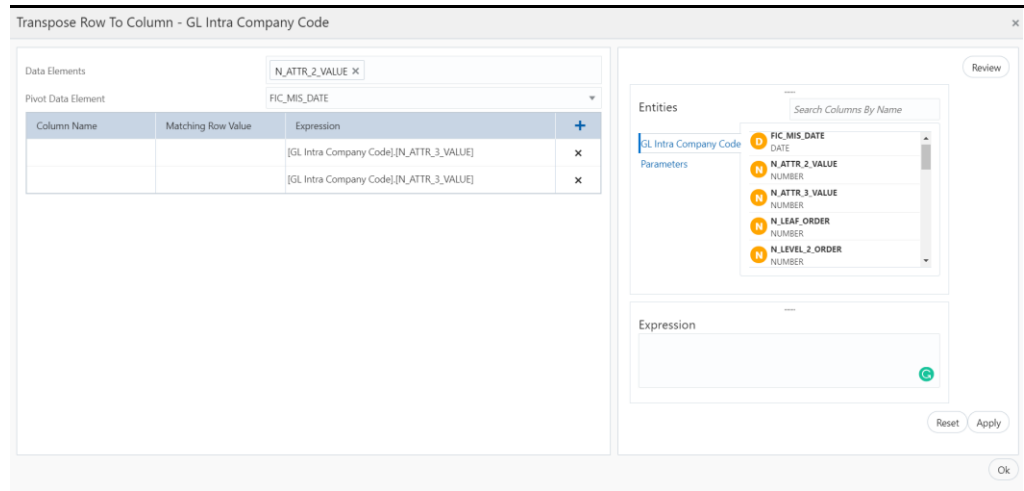 Transpose Row To Column - GL Intra Company Code ×
Data Elements N_ATTR_2_VALUE ×
Pivot Data Element FIC_MIS_DATE
Column Name Matching Row Value Expression +
[GL Intra Company Code].[N_ATTR_3_VALUE] ×
[GL Intra Company Code].[N_ATTR_3_VALUE] ×
Review
Entities Search Columns By Name
GL Intra Company Code
Parameters
D FIC_MIS_DATE
DATE
N N_ATTR_2_VALUE
NUMBER
N N_ATTR_3_VALUE
NUMBER
N N_LEAF_ORDER
NUMBER
N N_LEVEL_2_ORDER
NUMBER
Expression
G
Reset Apply
Ok